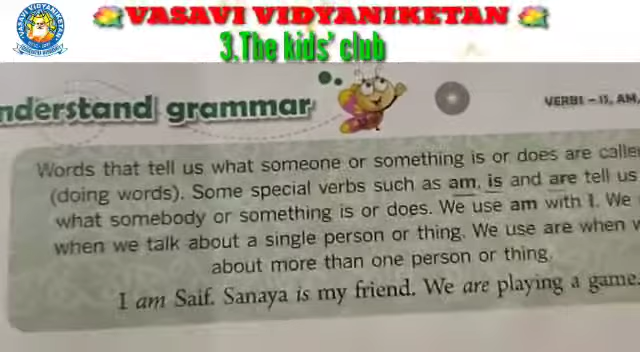 VASAVI VIDYANIKETAN
3.The kids' club
VASAVI VIDYANIKETAN
nderstand grammar
VERBS – IS, AM,
Words that tell us what someone or something is or does are calle
(doing words). Some special verbs such as am, is and are tell us
what somebody or something is or does. We use am with I. We
when we talk about a single person or thing. We use are when w
about more than one person or thing.
I am Saif. Sanaya is my friend. We are playing a game.